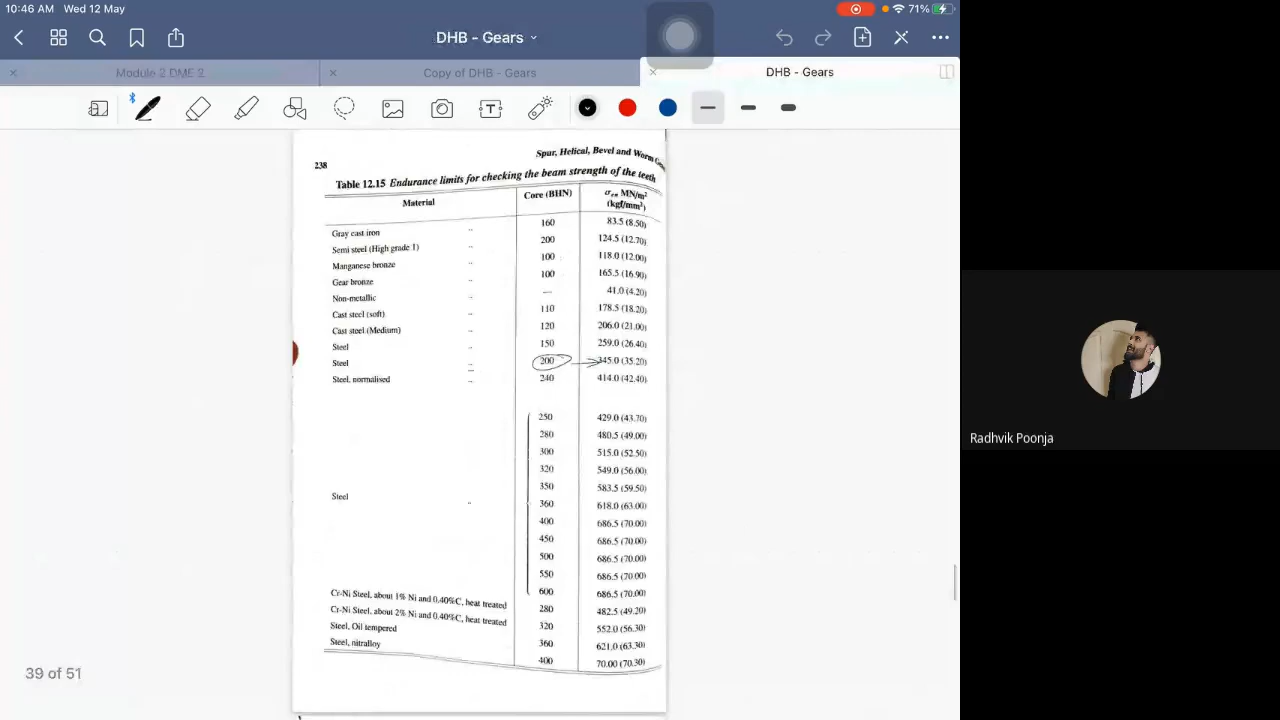 10:46 AM Wed 12 May
71%
DHB - Gears
Module 2 DME 2
Copy of DHB - Gears
DHB - Gears
238
Spur, Helical, Bevel and Worm
Table 12.15 Endurance limits for checking the beam strength of the teeth
Material Core (BHN) σen MN/m² (kgf/mm²)
Gray cast iron .. 160 83.5 (8.50)
Semi steel (High grade 1) .. 200 124.5 (12.70)
Manganese bronze .. 100 118.0 (12.00)
Gear bronze .. 100 165.5 (16.90)
Non-metallic .. — 41.0 (4.20)
Cast steel (soft) .. 110 178.5 (18.20)
Cast steel (Medium) .. 120 206.0 (21.00)
Steel .. 150 259.0 (26.40)
Steel .. 200 345.0 (35.20)
Steel, normalised .. 240 414.0 (42.40)
250 429.0 (43.70)
280 480.5 (49.00)
300 515.0 (52.50)
320 549.0 (56.00)
350 583.5 (59.50)
Steel .. 360 618.0 (63.00)
400 686.5 (70.00)
450 686.5 (70.00)
500 686.5 (70.00)
550 686.5 (70.00)
600 686.5 (70.00)
Cr-Ni Steel, about 1% Ni and 0.40%C, heat treated 280 482.5 (49.20)
Cr-Ni Steel, about 2% Ni and 0.40%C, heat treated 320 552.0 (56.30)
Steel, Oil tempered 360 621.0 (63.30)
Steel, nitralloy 400 70.00 (70.30)
39 of 51
Radhvik Poonja